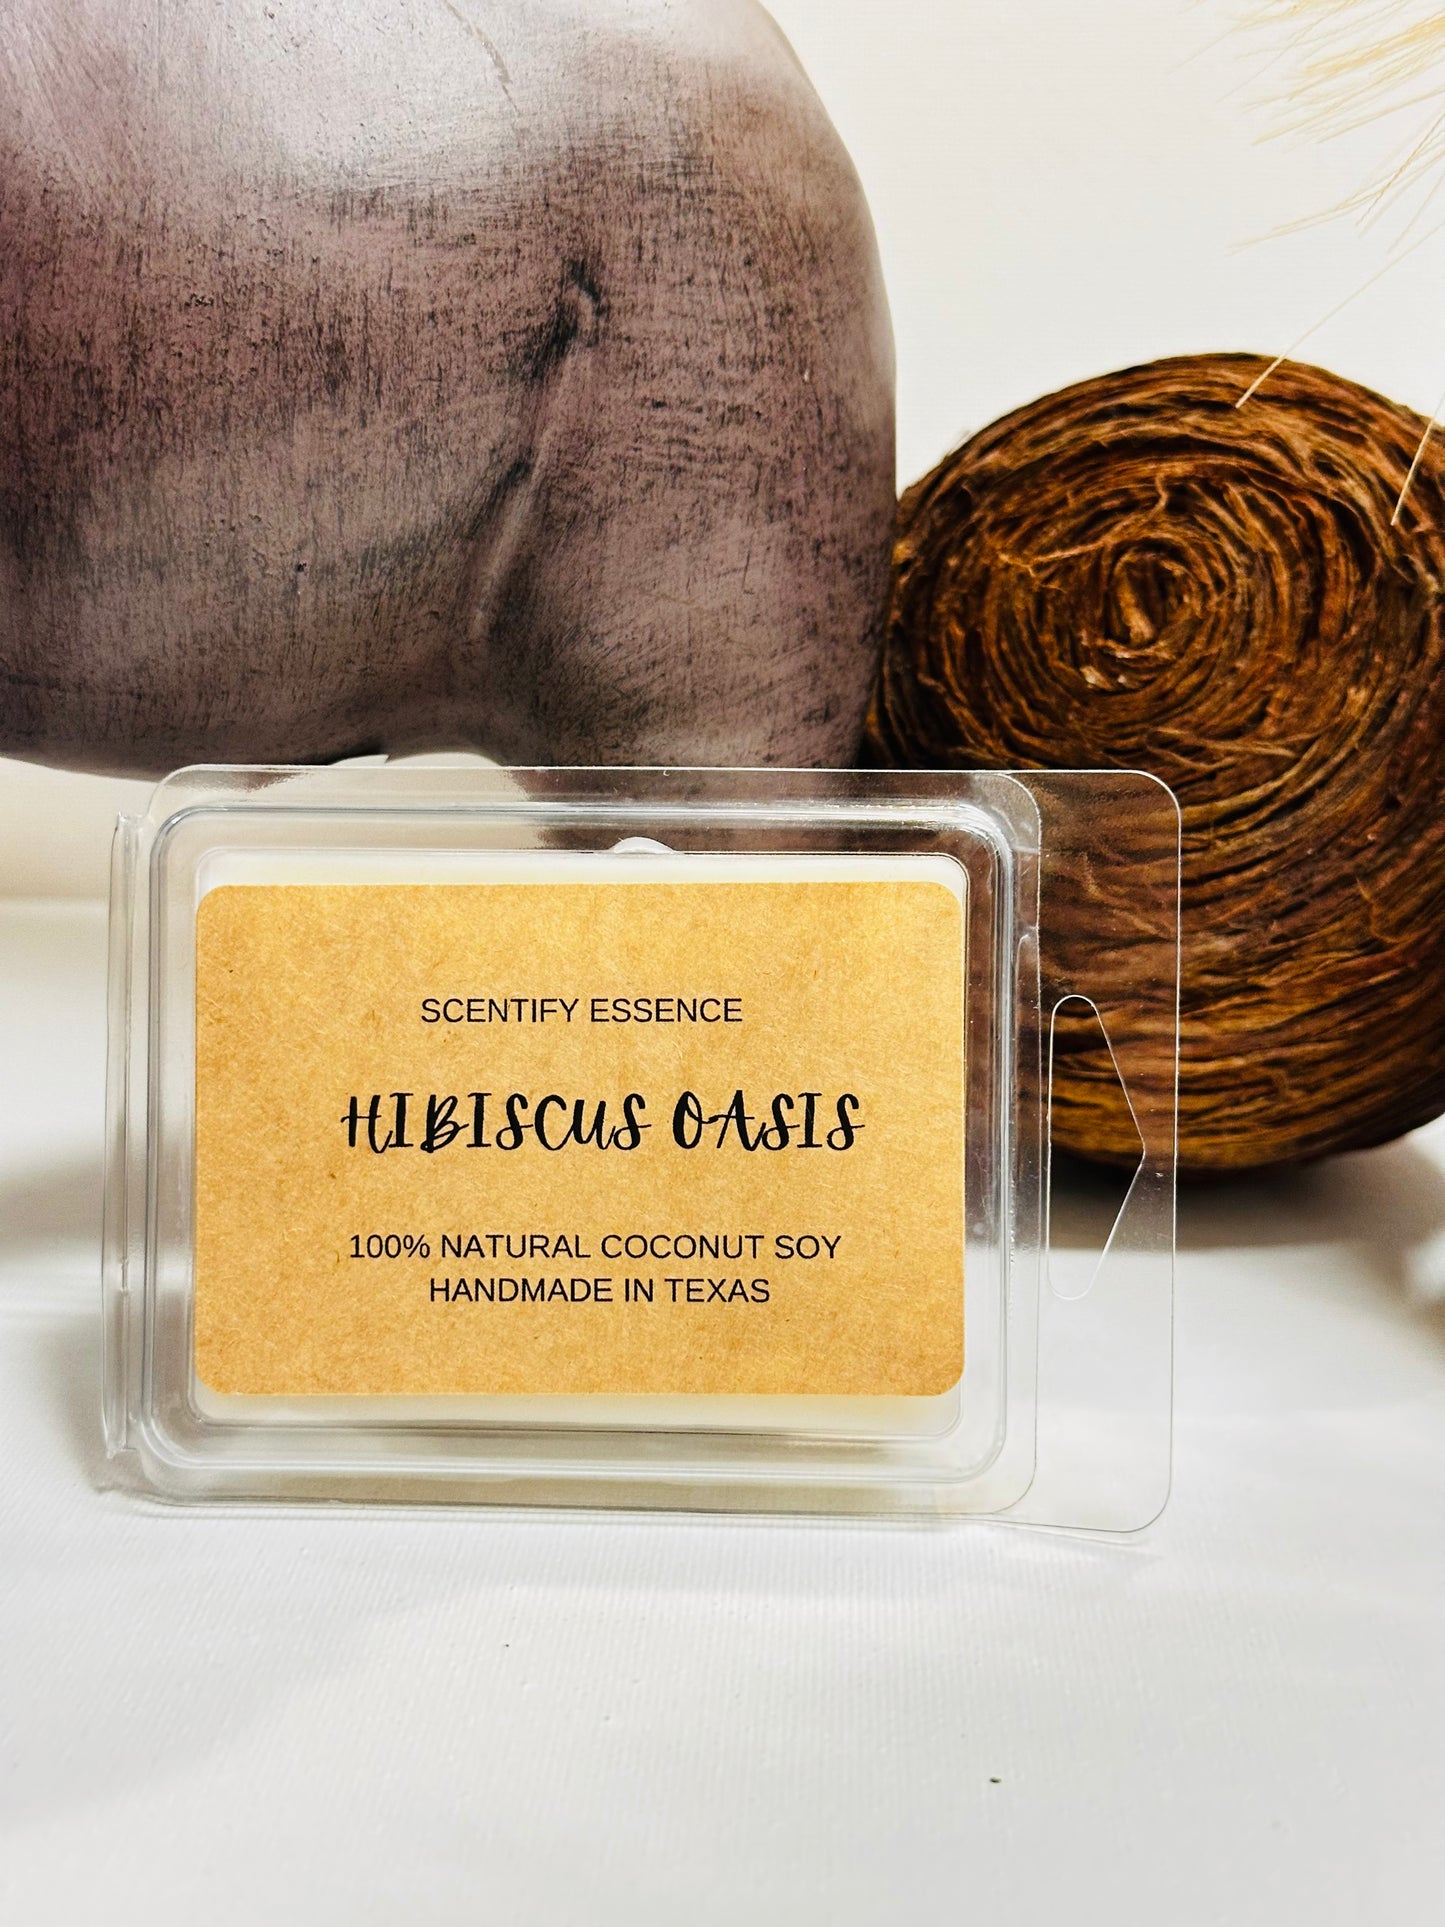 SCENTIFY ESSENCE
HIBISCUS OASIS
100% NATURAL COCONUT SOY
HANDMADE IN TEXAS